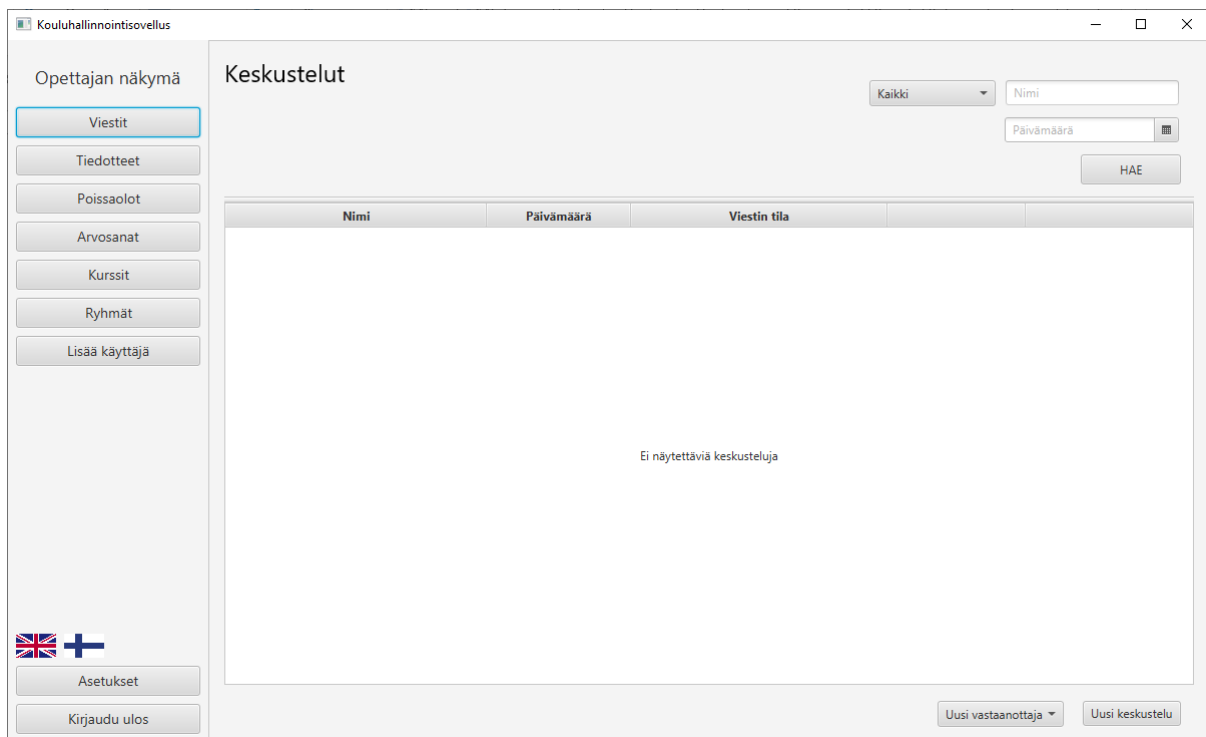 Kouluhallinnointisovellus
Opettajan näkymä
Viestit
Tiedotteet
Poissaolot
Arvosanat
Kurssit
Ryhmät
Lisää käyttäjä
Asetukset
Kirjaudu ulos
Keskustelut
Kaikki
Nimi
Päivämäärä
HAE
Nimi Päivämäärä Viestin tila
Ei näytettäviä keskusteluja
Uusi vastaanottaja Uusi keskustelu